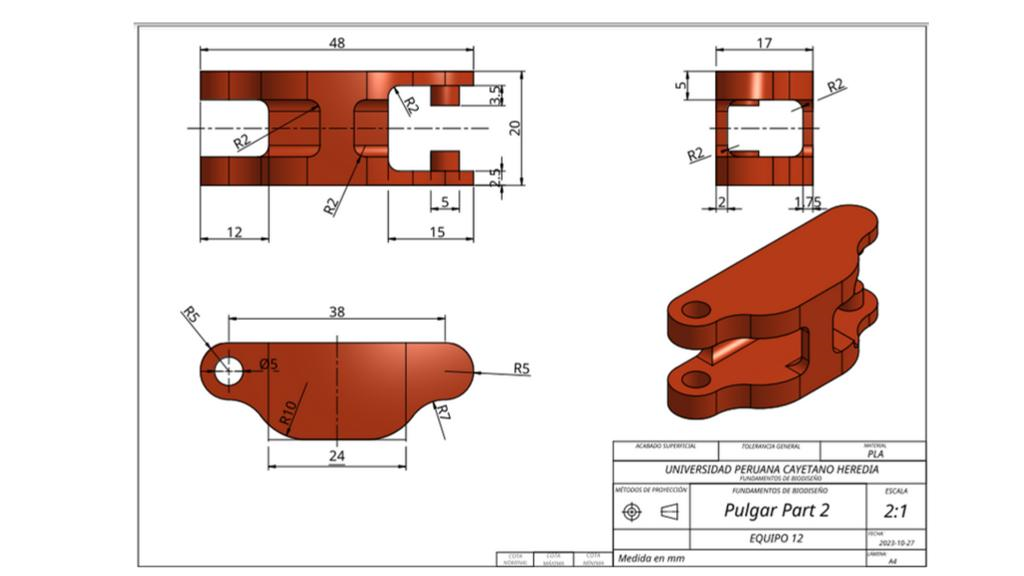 48
17
5
R2
R2
3.5
20
R2
R2
2.5
R2
5
2
1.75
12
15
38
R5
Ø5
R5
R10
R7
24
ACABADO SUPERFICIAL
TOLERANCIA GENERAL
MATERIAL
PLA
UNIVERSIDAD PERUANA CAYETANO HEREDIA
FUNDAMENTOS DE BIODISEÑO
MÉTODOS DE PROYECCIÓN
FUNDAMENTOS DE BIODISEÑO
ESCALA
Pulgar Part 2
2:1
EQUIPO 12
FECHA:
2023-10-27
COTA NOMINAL
COTA MÁXIMA
COTA MÍNIMA
Medida en mm
LÁMINA:
A4